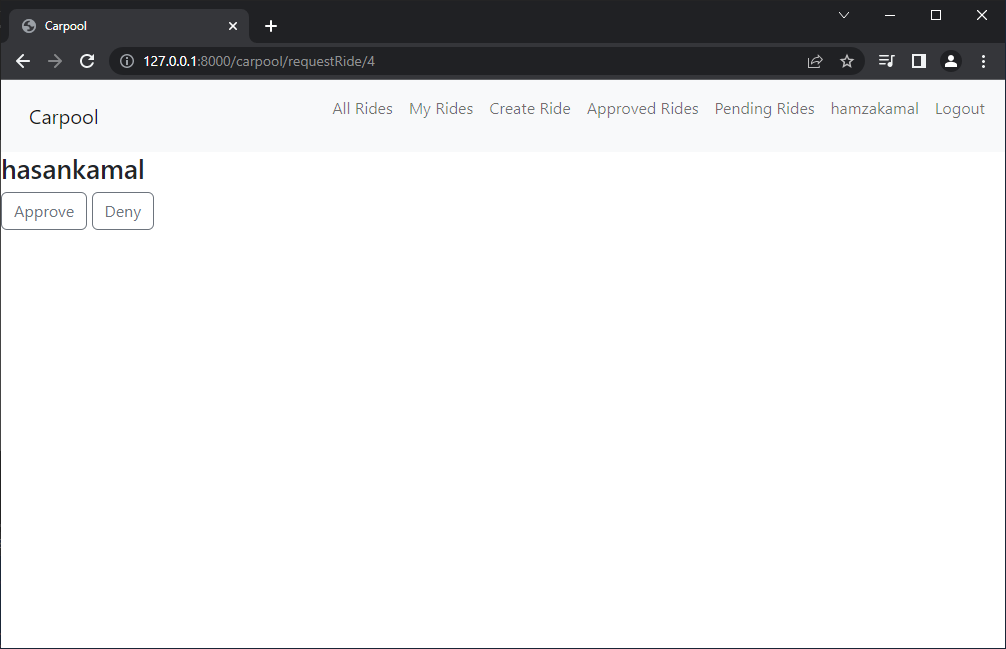 Carpool
127.0.0.1:8000/carpool/requestRide/4
Carpool All Rides My Rides Create Ride Approved Rides Pending Rides hamzakamal Logout
hasankamal
Approve Deny